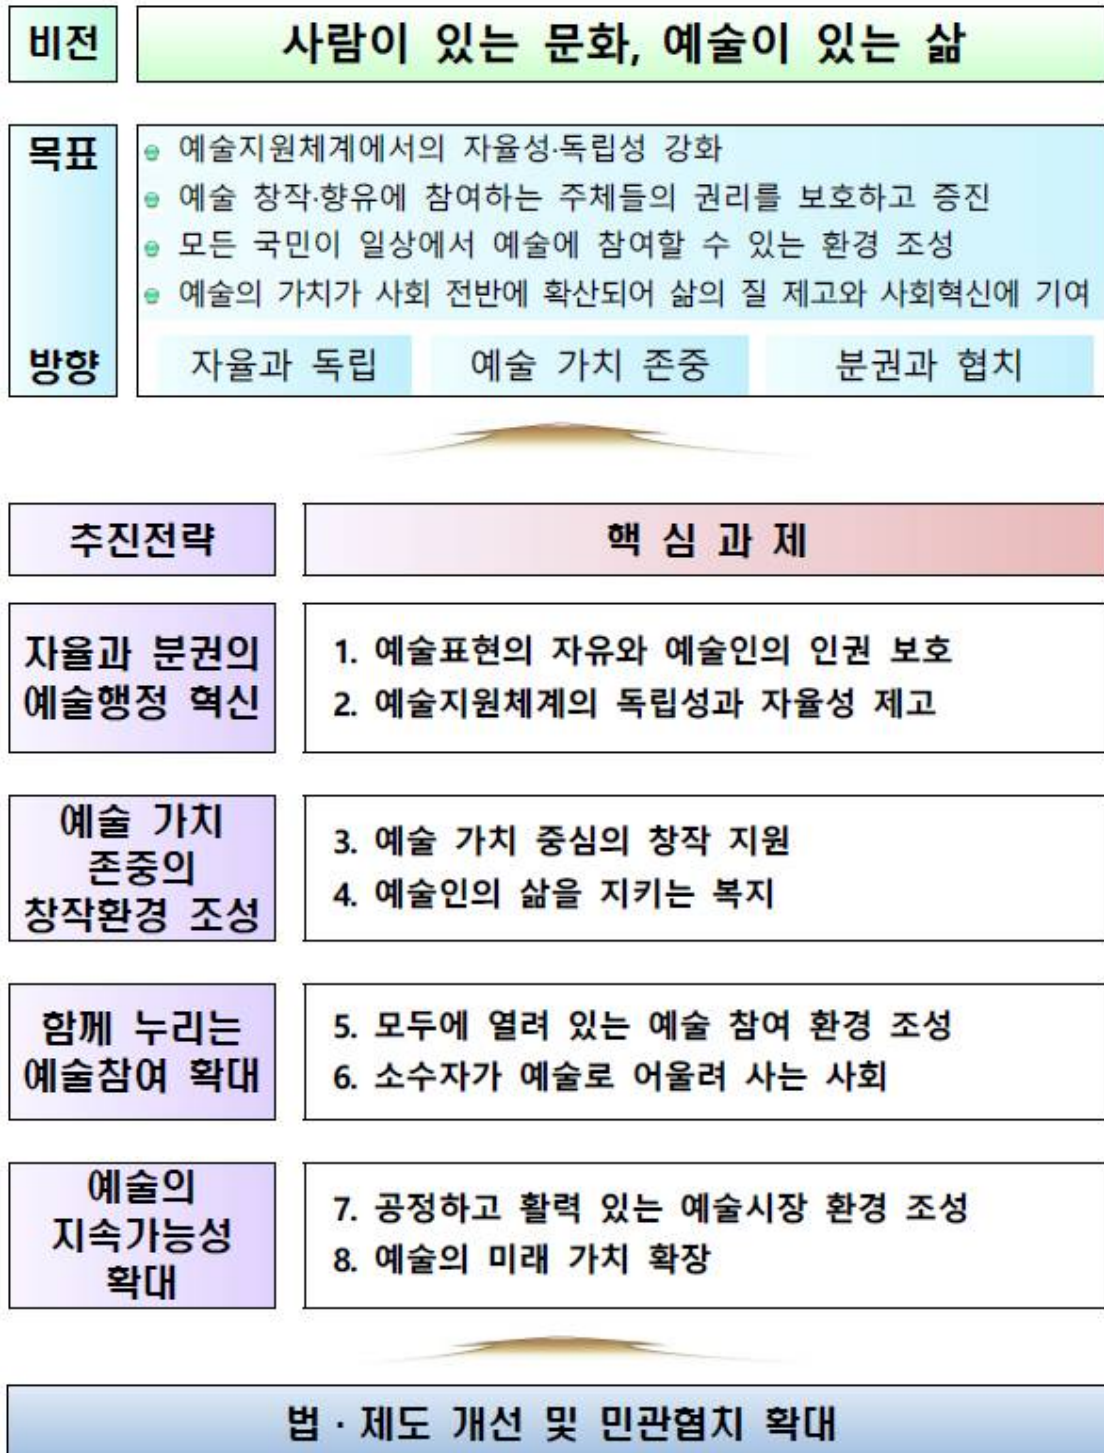 비전
사람이 있는 문화, 예술이 있는 삶
목표
예술지원체계에서의 자율성·독립성 강화
예술 창작·향유에 참여하는 주체들의 권리를 보호하고 증진
모든 국민이 일상에서 예술에 참여할 수 있는 환경 조성
예술의 가치가 사회 전반에 확산되어 삶의 질 제고와 사회혁신에 기여
방향
자율과 독립
예술 가치 존중
분권과 협치
추진전략
핵 심 과 제
자율과 분권의
예술행정 혁신
1. 예술표현의 자유와 예술인의 인권 보호
2. 예술지원체계의 독립성과 자율성 제고
예술 가치
존중의
창작환경 조성
3. 예술 가치 중심의 창작 지원
4. 예술인의 삶을 지키는 복지
함께 누리는
예술참여 확대
5. 모두에 열려 있는 예술 참여 환경 조성
6. 소수자가 예술로 어울려 사는 사회
예술의
지속가능성
확대
7. 공정하고 활력 있는 예술시장 환경 조성
8. 예술의 미래 가치 확장
법 · 제도 개선 및 민관협치 확대